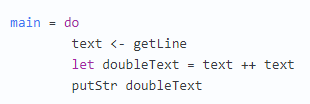 main = do
        text <- getLine
        let doubleText = text ++ text
        putStr doubleText